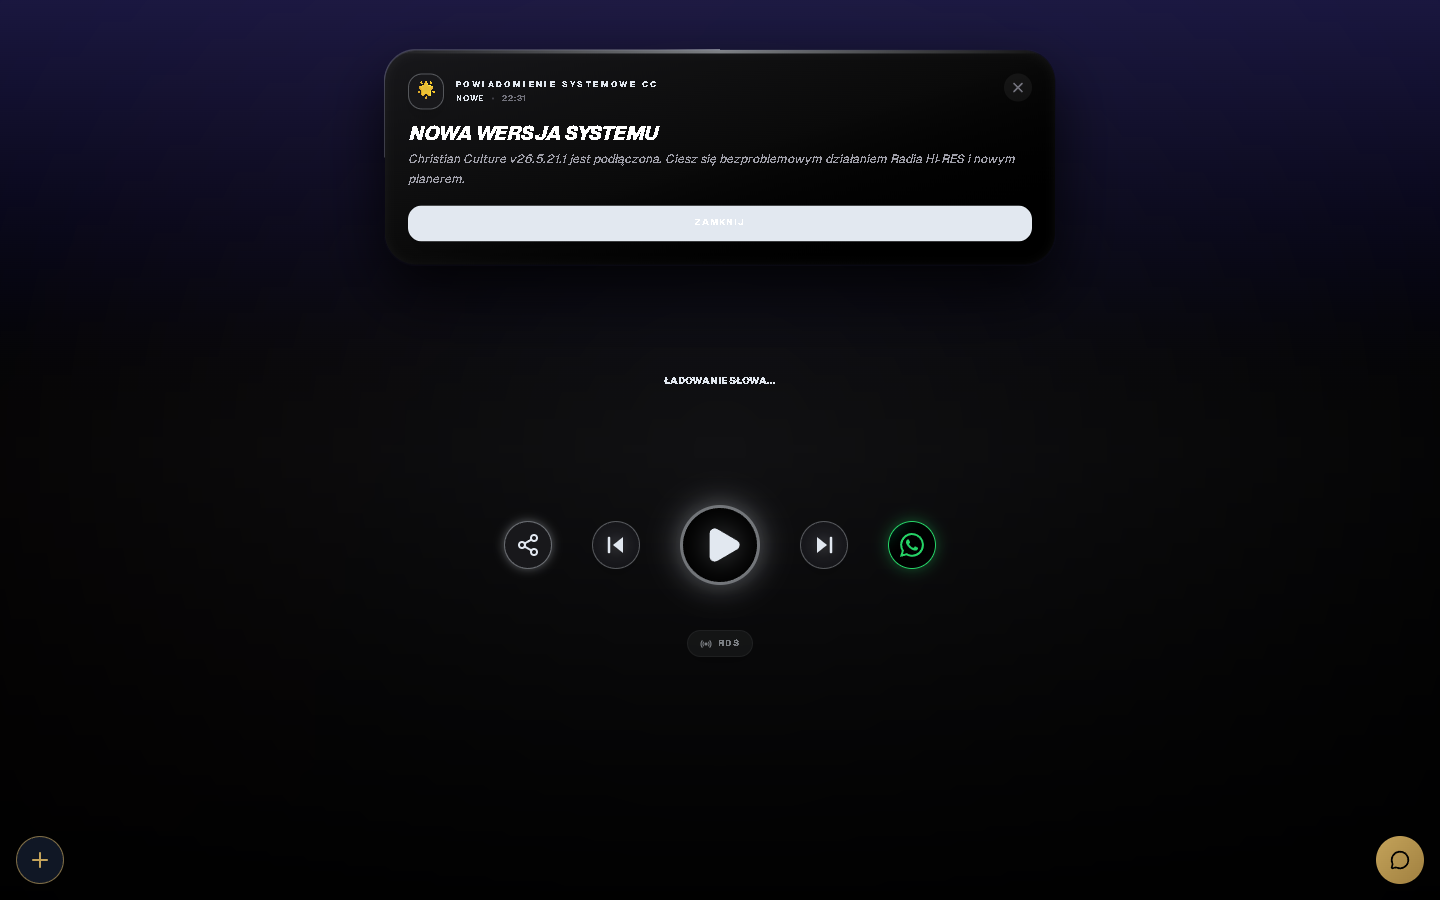 POWIADOMIENIE SYSTEMOWE CC
NOWE • 22:31
NOWA WERSJA SYSTEMU
Christian Culture v26.5.21.1 jest podłączona. Ciesz się bezproblemowym działaniem Radia HI-RES i nowym
planerem.
ZAMKNIJ
ŁADOWANIE SŁOWA...
RDS